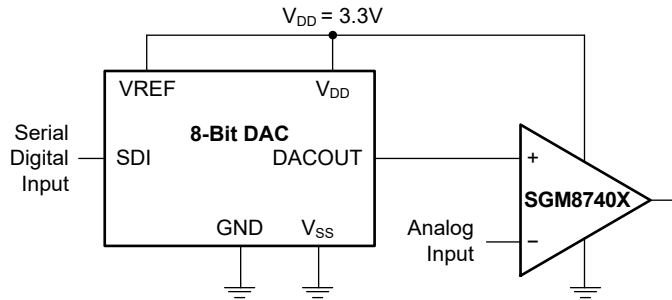 V_DD = 3.3V
VREF
V_DD
8-Bit DAC
Serial
Digital
Input
SDI
DACOUT
+
SGM8740X
GND
V_SS
Analog
Input
−